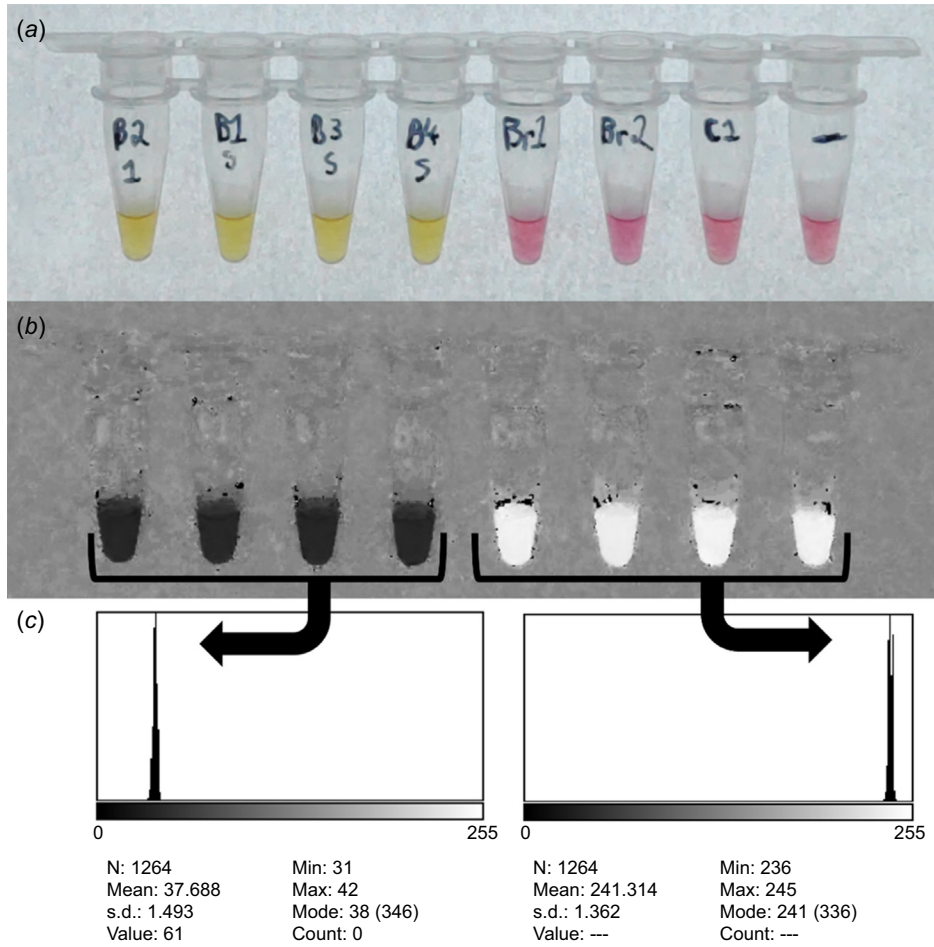 (a)
B2 B1 B3 B4 Br1 Br2 C1 –
1 S S S
(b)
(c)
0 255 0 255
N: 1264 Min: 31 N: 1264 Min: 236
Mean: 37.688 Max: 42 Mean: 241.314 Max: 245
s.d.: 1.493 Mode: 38 (346) s.d.: 1.362 Mode: 241 (336)
Value: 61 Count: 0 Value: --- Count: ---